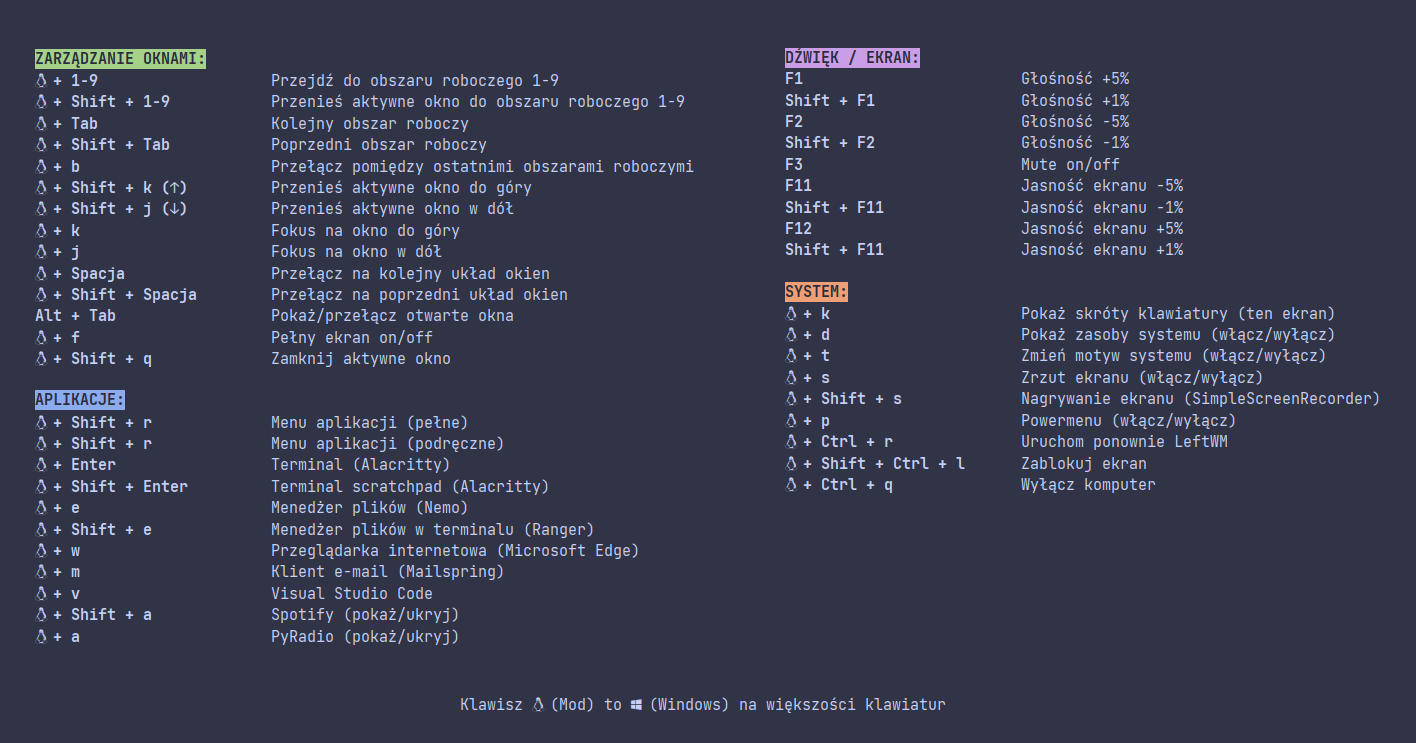 ZARZĄDZANIE OKNAMI:
+ 1-9 Przejdź do obszaru roboczego 1-9
+ Shift + 1-9 Przenieś aktywne okno do obszaru roboczego 1-9
+ Tab Kolejny obszar roboczy
+ Shift + Tab Poprzedni obszar roboczy
+ b Przełącz pomiędzy ostatnimi obszarami roboczymi
+ Shift + k (↑) Przenieś aktywne okno do góry
+ Shift + j (↓) Przenieś aktywne okno w dół
+ k Fokus na okno do góry
+ j Fokus na okno w dół
+ Spacja Przełącz na kolejny układ okien
+ Shift + Spacja Przełącz na poprzedni układ okien
Alt + Tab Pokaż/przełącz otwarte okna
+ f Pełny ekran on/off
+ Shift + q Zamknij aktywne okno
APLIKACJE:
+ Shift + r Menu aplikacji (pełne)
+ Shift + r Menu aplikacji (podręczne)
+ Enter Terminal (Alacritty)
+ Shift + Enter Terminal scratchpad (Alacritty)
+ e Menedżer plików (Nemo)
+ Shift + e Menedżer plików w terminalu (Ranger)
+ w Przeglądarka internetowa (Microsoft Edge)
+ m Klient e-mail (Mailspring)
+ v Visual Studio Code
+ Shift + a Spotify (pokaż/ukryj)
+ a PyRadio (pokaż/ukryj)
DŹWIĘK / EKRAN:
F1 Głośność +5%
Shift + F1 Głośność +1%
F2 Głośność -5%
Shift + F2 Głośność -1%
F3 Mute on/off
F11 Jasność ekranu -5%
Shift + F11 Jasność ekranu -1%
F12 Jasność ekranu +5%
Shift + F11 Jasność ekranu +1%
SYSTEM:
+ k Pokaż skróty klawiatury (ten ekran)
+ d Pokaż zasoby systemu (włącz/wyłącz)
+ t Zmień motyw systemu (włącz/wyłącz)
+ s Zrzut ekranu (włącz/wyłącz)
+ Shift + s Nagrywanie ekranu (SimpleScreenRecorder)
+ p Powermenu (włącz/wyłącz)
+ Ctrl + r Uruchom ponownie LeftWM
+ Shift + Ctrl + l Zablokuj ekran
+ Ctrl + q Wyłącz komputer
Klawisz (Mod) to (Windows) na większości klawiatur